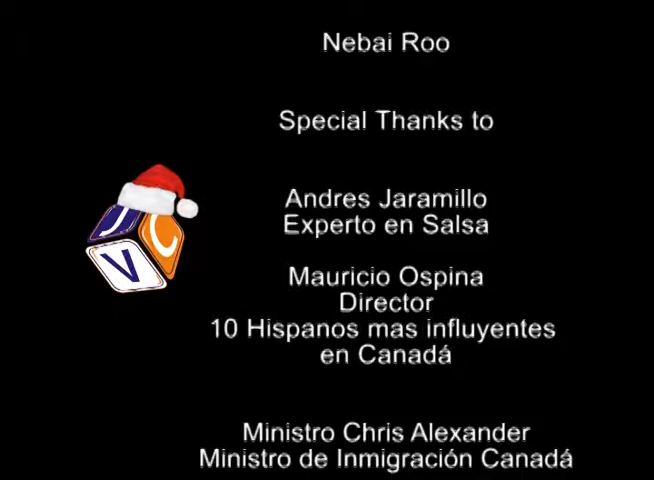 Nebai Roo
Special Thanks to
Andres Jaramillo
Experto en Salsa
J
C
V
Mauricio Ospina
Director
10 Hispanos mas influyentes
en Canadá
Ministro Chris Alexander
Ministro de Inmigración Canadá